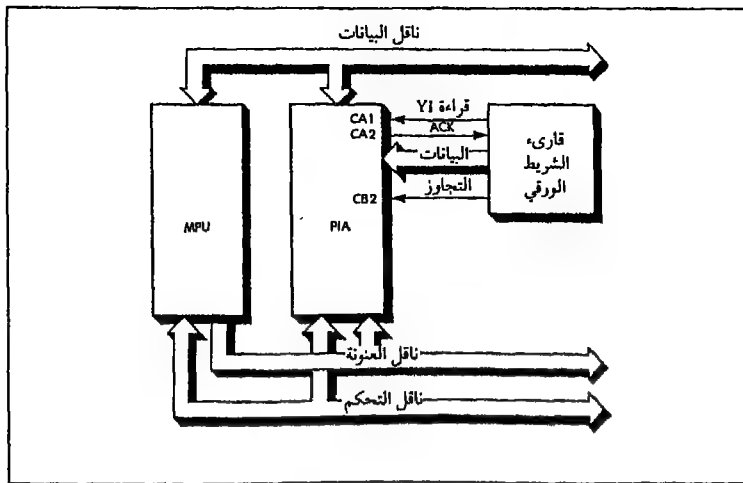 ناقل البيانات
قراءة Y1
CA1
ACK
CA2
البيانات
التجاوز
CB2
قارىء
الشريط
الورقي
MPU
PIA
ناقل العنونة
ناقل التحكم